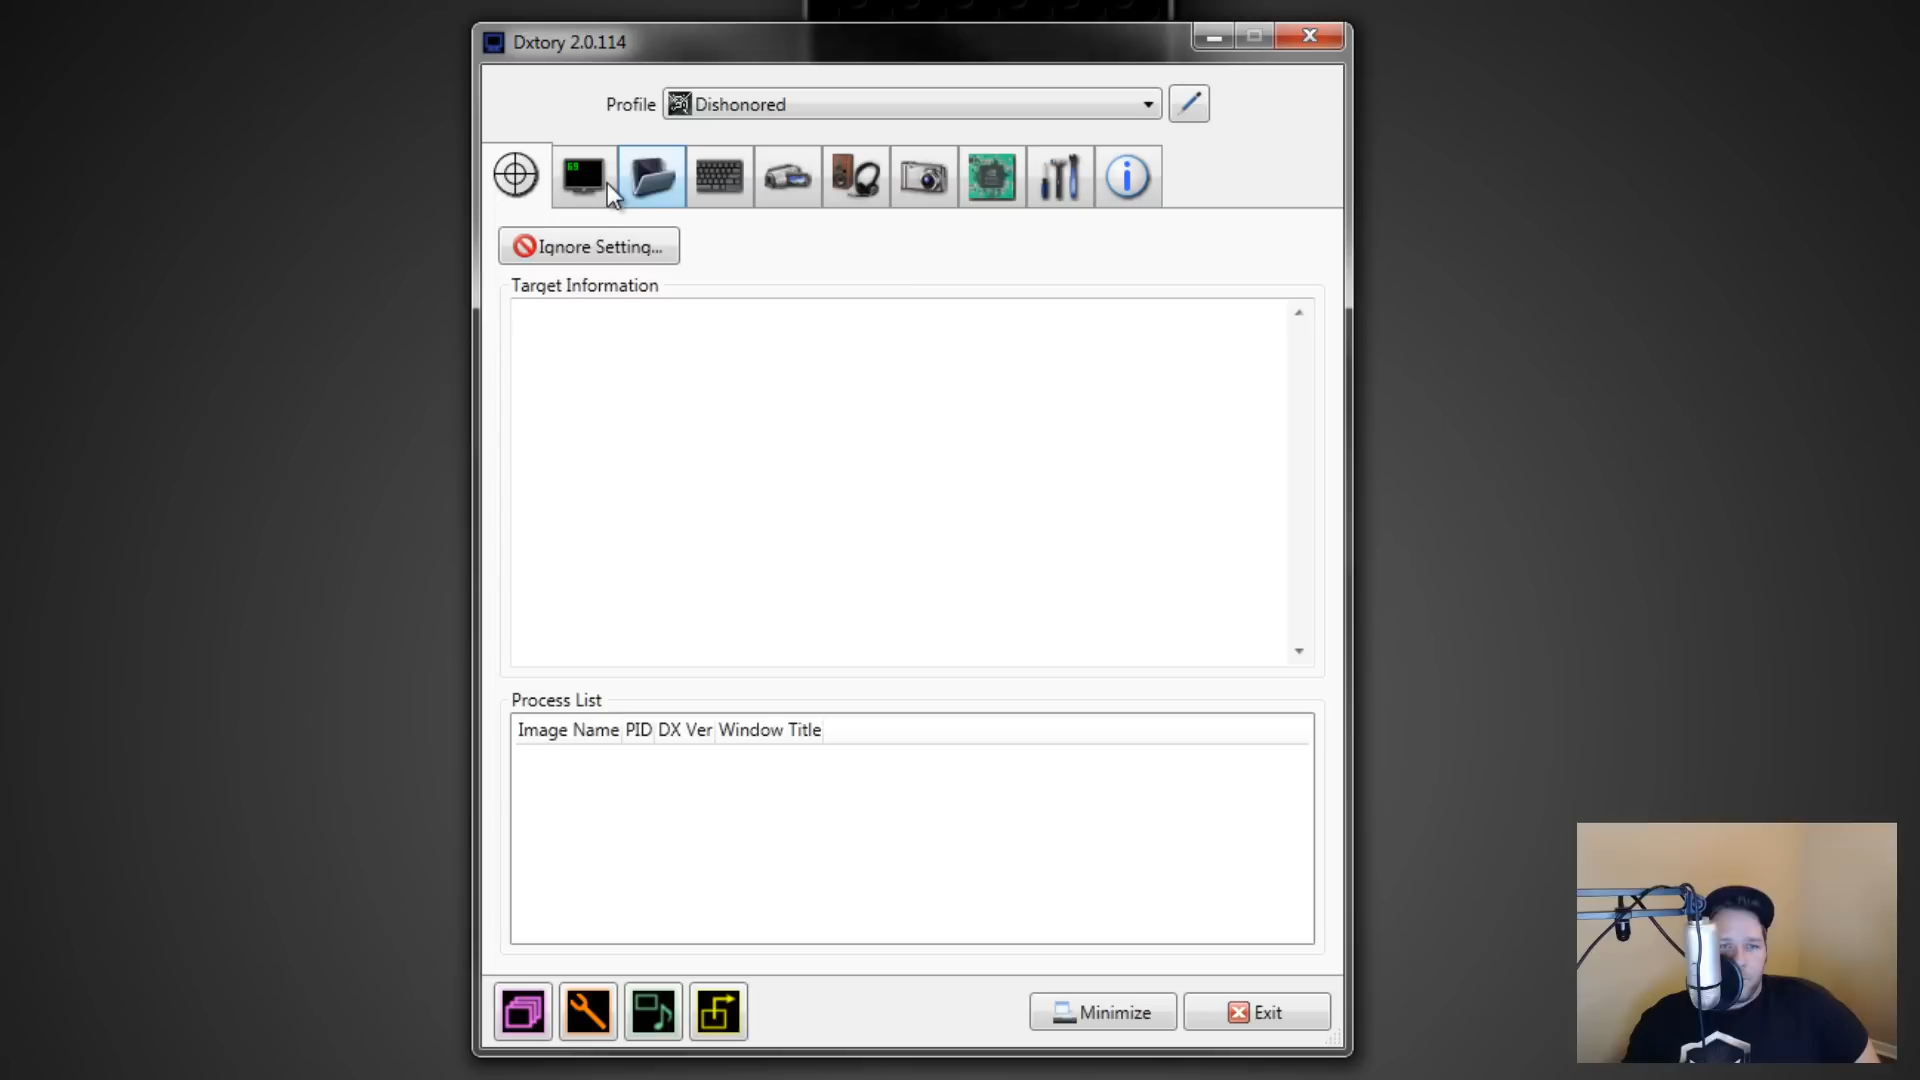 Dxtory 2.0.114
Profile Dishonored
69
Ignore Setting...
Target Information
Process List
Image Name PID DX Ver Window Title
Minimize Exit